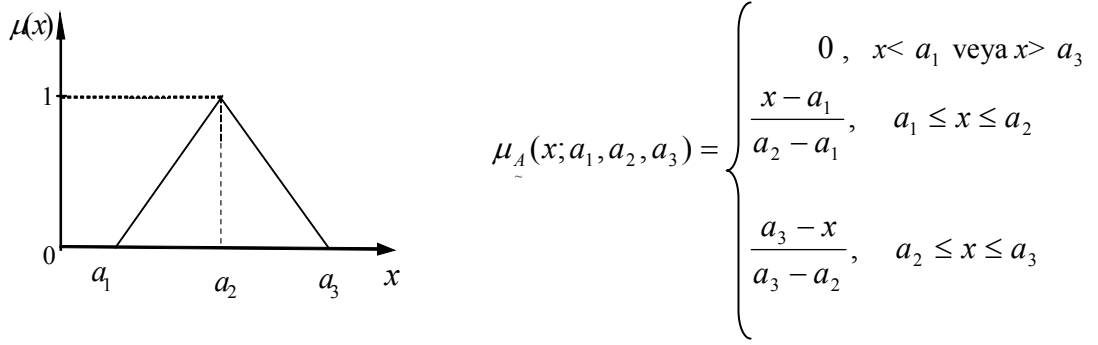 μ(x)
1
0
a₁ a₂ a₃ x
μ_A̰(x; a₁, a₂, a₃) =
0 , x< a₁ veya x> a₃
(x − a₁)/(a₂ − a₁), a₁ ≤ x ≤ a₂
(a₃ − x)/(a₃ − a₂), a₂ ≤ x ≤ a₃